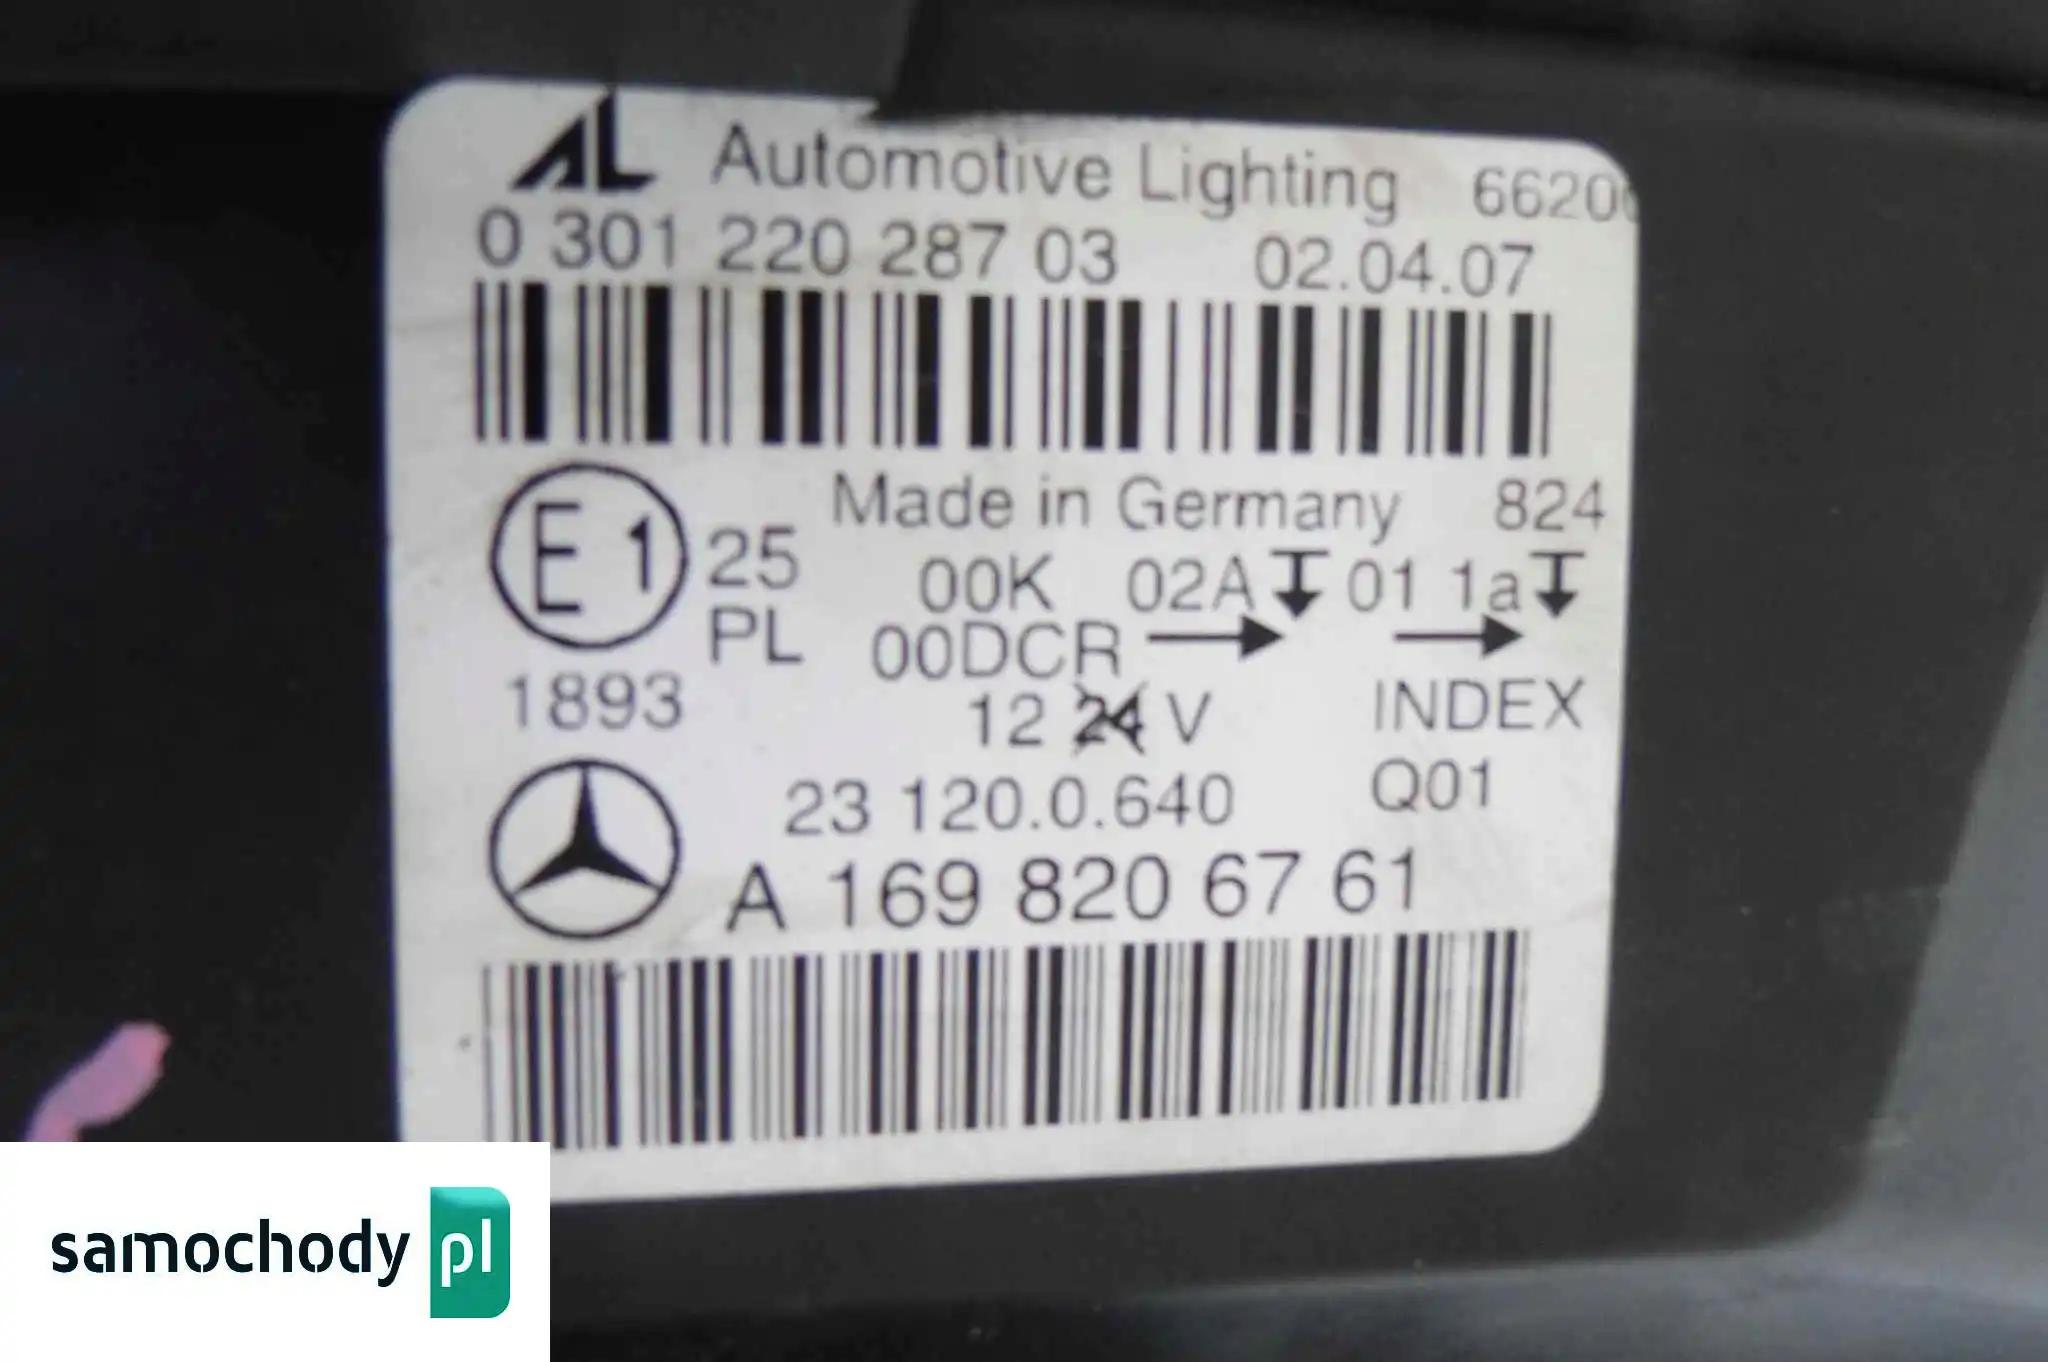 AL Automotive Lighting 6620
0 301 220 287 03 02.04.07
Made in Germany 824
E1 25 00K 02A 01 1a
PL 00DCR
1893 12 24 V INDEX
23 120.0.640 Q01
A 169 820 67 61
samochody pl